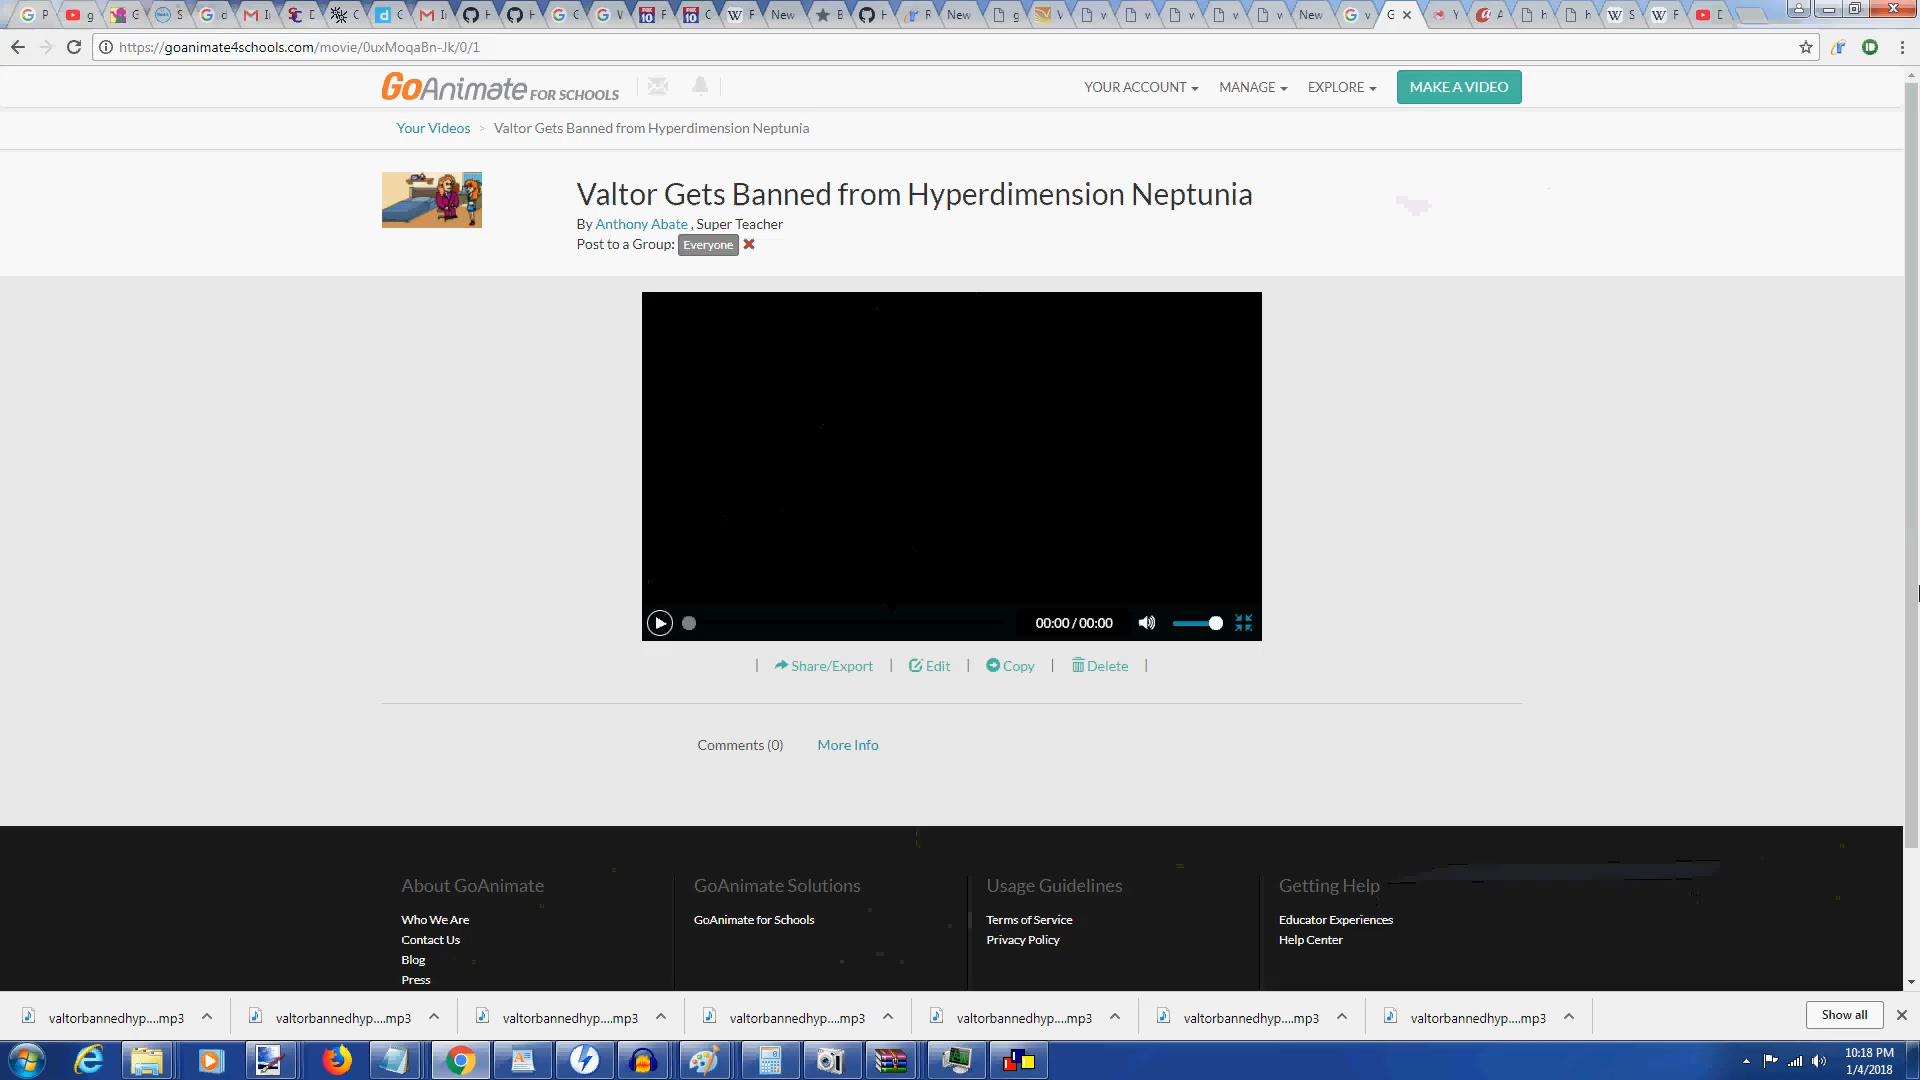 https://goanimate4schools.com/movie/0uxMoqaBn-Jk/0/1
GoAnimate FOR SCHOOLS
YOUR ACCOUNT MANAGE EXPLORE MAKE A VIDEO
Your Videos > Valtor Gets Banned from Hyperdimension Neptunia
Valtor Gets Banned from Hyperdimension Neptunia
By Anthony Abate , Super Teacher
Post to a Group: Everyone
00:00 / 00:00
| Share/Export | Edit | Copy | Delete |
Comments (0) More Info
About GoAnimate GoAnimate Solutions Usage Guidelines Getting Help
Who We Are GoAnimate for Schools Terms of Service Educator Experiences
Contact Us Privacy Policy Help Center
Blog
Press
valtorbannedhyp....mp3 valtorbannedhyp....mp3 valtorbannedhyp....mp3 valtorbannedhyp....mp3 valtorbannedhyp....mp3 valtorbannedhyp....mp3 valtorbannedhyp....mp3 Show all
10:18 PM
1/4/2018